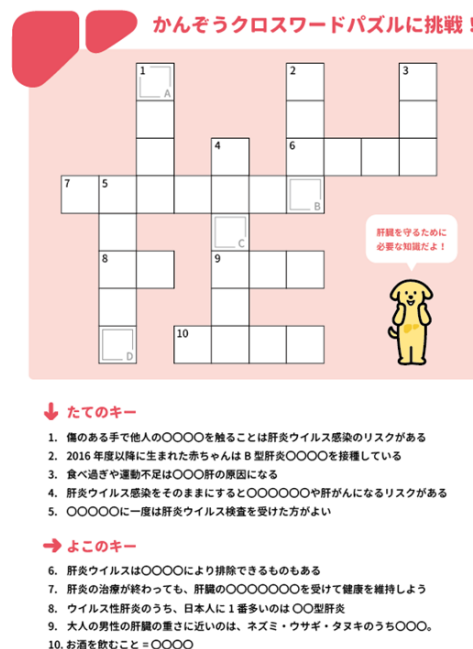 かんぞうクロスワードパズルに挑戦！
1
2
3
A
4
6
7
5
B
C
8
9
D
10
肝臓を守るために
必要な知識だよ！
たてのキー
1. 傷のある手で他人の〇〇〇〇を触ることは肝炎ウイルス感染のリスクがある
2. 2016 年度以降に生まれた赤ちゃんは B 型肝炎〇〇〇〇を接種している
3. 食べ過ぎや運動不足は〇〇〇肝の原因になる
4. 肝炎ウイルス感染をそのままにすると〇〇〇〇〇〇や肝がんになるリスクがある
5. 〇〇〇〇〇に一度は肝炎ウイルス検査を受けた方がよい
よこのキー
6. 肝炎ウイルスは〇〇〇〇により排除できるものもある
7. 肝炎の治療が終わっても、肝臓の〇〇〇〇〇〇〇を受けて健康を維持しよう
8. ウイルス性肝炎のうち、日本人に 1 番多いのは 〇〇型肝炎
9. 大人の男性の肝臓の重さに近いのは、ネズミ・ウサギ・タヌキのうち〇〇〇。
10. お酒を飲むこと = 〇〇〇〇